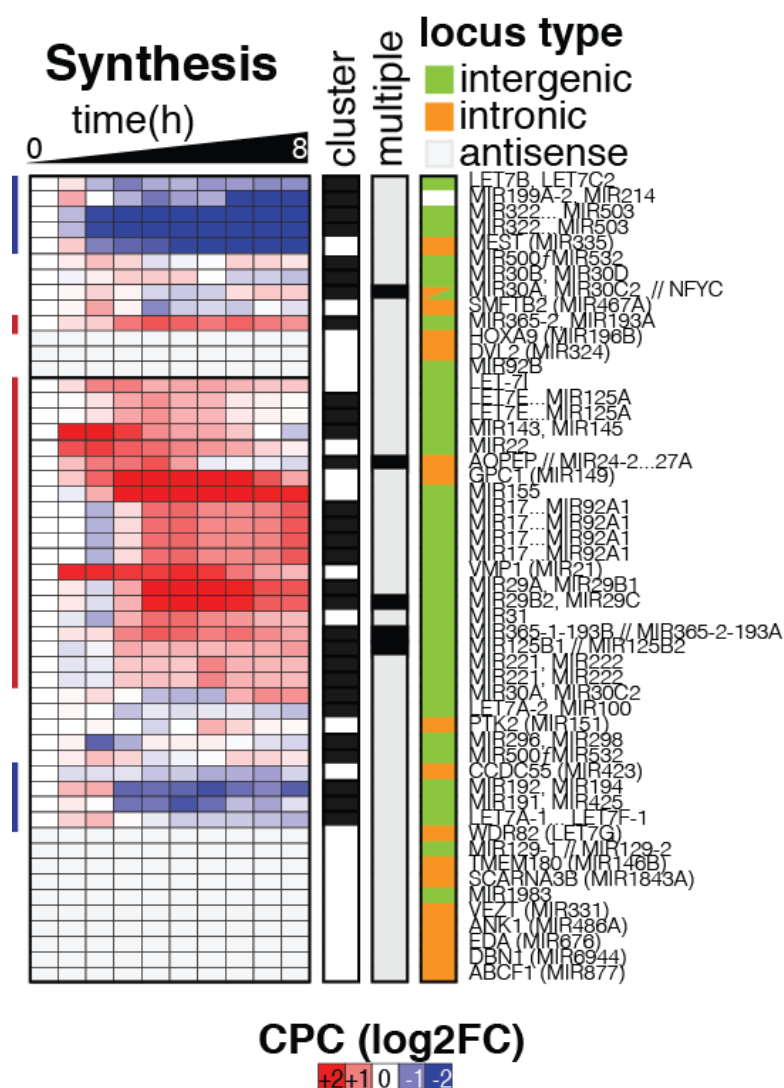 Synthesis
time(h)
0
8
cluster
multiple
locus type
intergenic
intronic
antisense
LET7B, LET7C2
MIR199A-2, MIR214
MIR322... MIR503
MIR322... MIR503
MEST (MIR335)
MIR500ƒMIR532
MIR30B, MIR30D
MIR30A, MIR30C2, // NFYC
SMFTB2 (MIR467A)
MIR365-2, MIR193A
HOXA9 (MIR196B)
DVL2 (MIR324)
MIR92B
LET-7I
LET7E...MIR125A
LET7E...MIR125A
MIR143, MIR145
MIR22
AOPEP // MIR24-2...27A
GPC1 (MIR149)
MIR155
MIR17...MIR92A1
MIR17...MIR92A1
MIR17...MIR92A1
MIR17...MIR92A1
VMP1 (MIR21)
MIR29A, MIR29B1
MIR29B2, MIR29C
MIR31
MIR365-1-193B // MIR365-2-193A
MIR125B1 // MIR125B2
MIR221, MIR222
MIR221, MIR222
MIR30A, MIR30C2
LET7A-2, MIR100
PTK2 (MIR151)
MIR296, MIR298
MIR500ƒMIR532
CCDC55 (MIR423)
MIR192, MIR194
MIR191, MIR425
LET7A-1... LET7F-1
WDR82 (LET7G)
MIR129-1 // MIR129-2
TMEM180 (MIR146B)
SCARNA3B (MIR1843A)
MIR1983
VEZT (MIR331)
ANK1 (MIR486A)
EDA (MIR676)
DBN1 (MIR6944)
ABCF1 (MIR877)
CPC (log2FC)
+2 +1 0 -1 -2